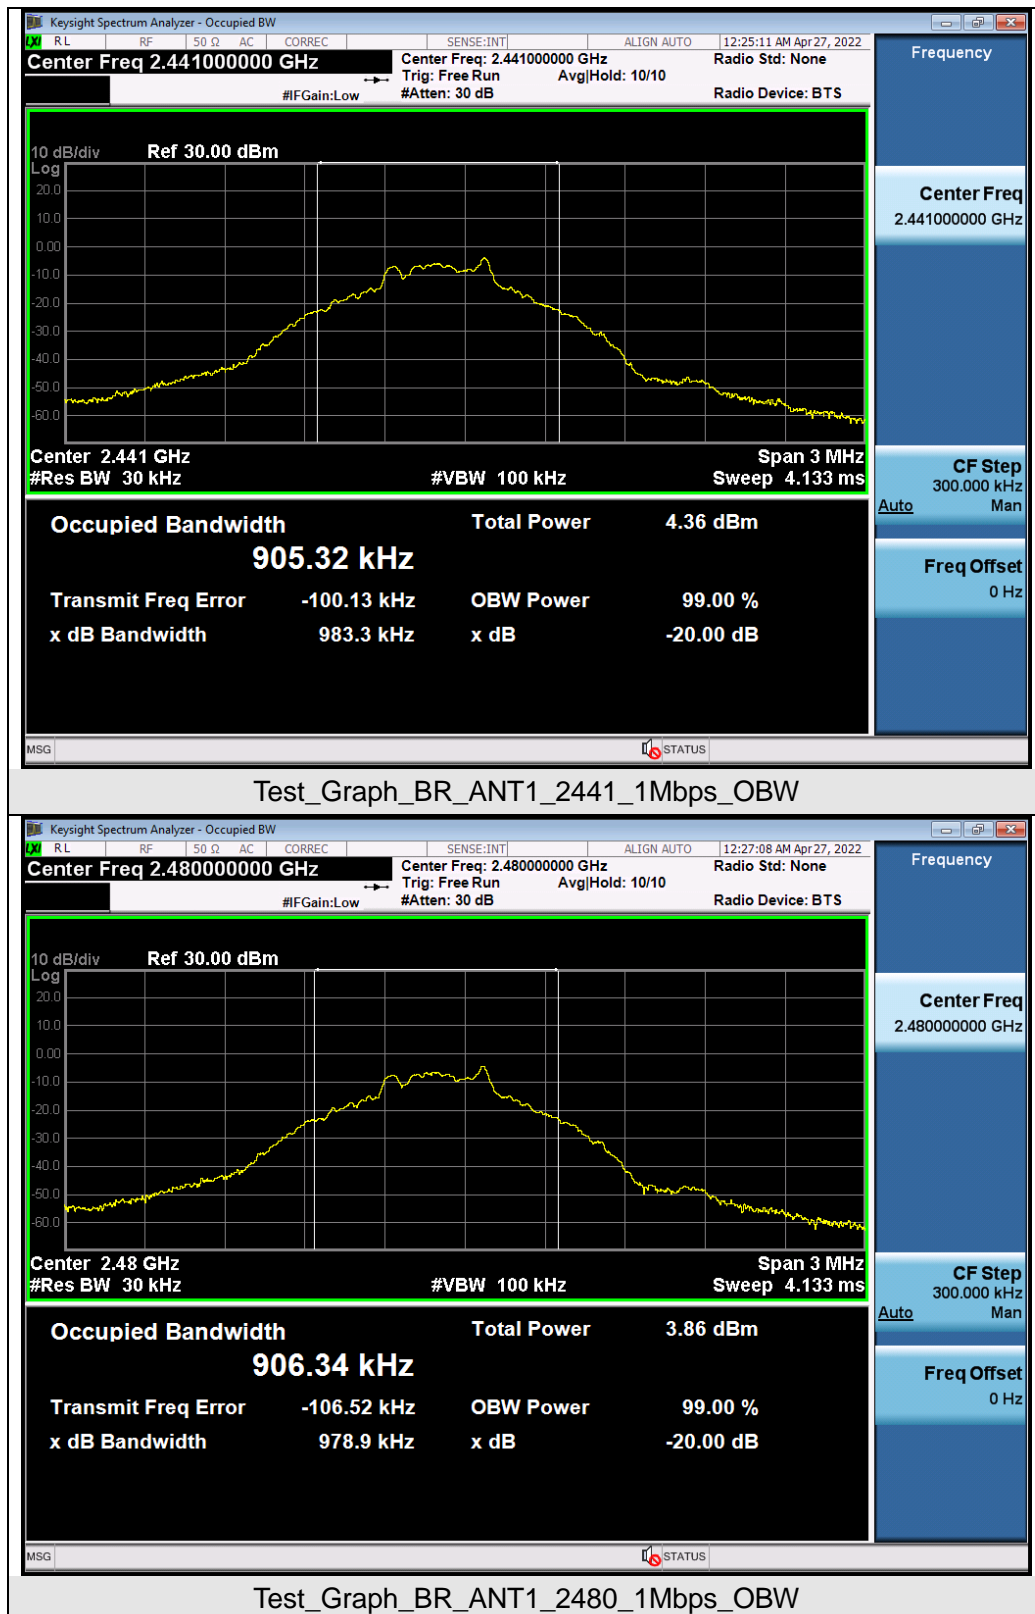 Keysight Spectrum Analyzer - Occupied BW
LXI RL RF 50 Ω AC CORREC SENSE:INT ALIGN AUTO 12:25:11 AM Apr 27, 2022
Center Freq 2.441000000 GHz Center Freq: 2.441000000 GHz Radio Std: None Frequency
Trig: Free Run Avg|Hold: 10/10
#IFGain:Low #Atten: 30 dB Radio Device: BTS
10 dB/div Ref 30.00 dBm
Log
20.0
10.0
0.00
-10.0
-20.0
-30.0
-40.0
-50.0
-60.0
Center Freq
2.441000000 GHz
Center 2.441 GHz Span 3 MHz
#Res BW 30 kHz #VBW 100 kHz Sweep 4.133 ms
CF Step
300.000 kHz
Auto Man
Occupied Bandwidth Total Power 4.36 dBm
905.32 kHz
Freq Offset
0 Hz
Transmit Freq Error -100.13 kHz OBW Power 99.00 %
x dB Bandwidth 983.3 kHz x dB -20.00 dB
MSG STATUS
Test_Graph_BR_ANT1_2441_1Mbps_OBW
Keysight Spectrum Analyzer - Occupied BW
LXI RL RF 50 Ω AC CORREC SENSE:INT ALIGN AUTO 12:27:08 AM Apr 27, 2022
Center Freq 2.480000000 GHz Center Freq: 2.480000000 GHz Radio Std: None Frequency
Trig: Free Run Avg|Hold: 10/10
#IFGain:Low #Atten: 30 dB Radio Device: BTS
10 dB/div Ref 30.00 dBm
Log
20.0
10.0
0.00
-10.0
-20.0
-30.0
-40.0
-50.0
-60.0
Center Freq
2.480000000 GHz
Center 2.48 GHz Span 3 MHz
#Res BW 30 kHz #VBW 100 kHz Sweep 4.133 ms
CF Step
300.000 kHz
Auto Man
Occupied Bandwidth Total Power 3.86 dBm
906.34 kHz
Freq Offset
0 Hz
Transmit Freq Error -106.52 kHz OBW Power 99.00 %
x dB Bandwidth 978.9 kHz x dB -20.00 dB
MSG STATUS
Test_Graph_BR_ANT1_2480_1Mbps_OBW